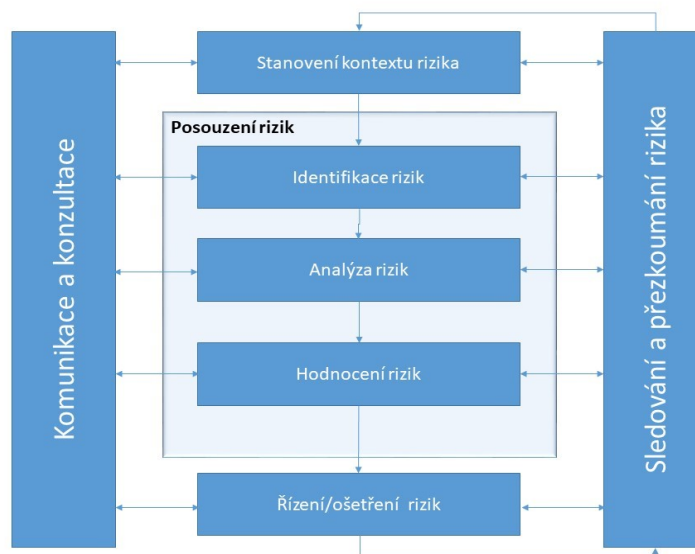 Stanovení kontextu rizika
Posouzení rizik
Identifikace rizik
Analýza rizik
Hodnocení rizik
Řízení/ošetření  rizik
Komunikace a konzultace
Sledování a přezkoumání rizika